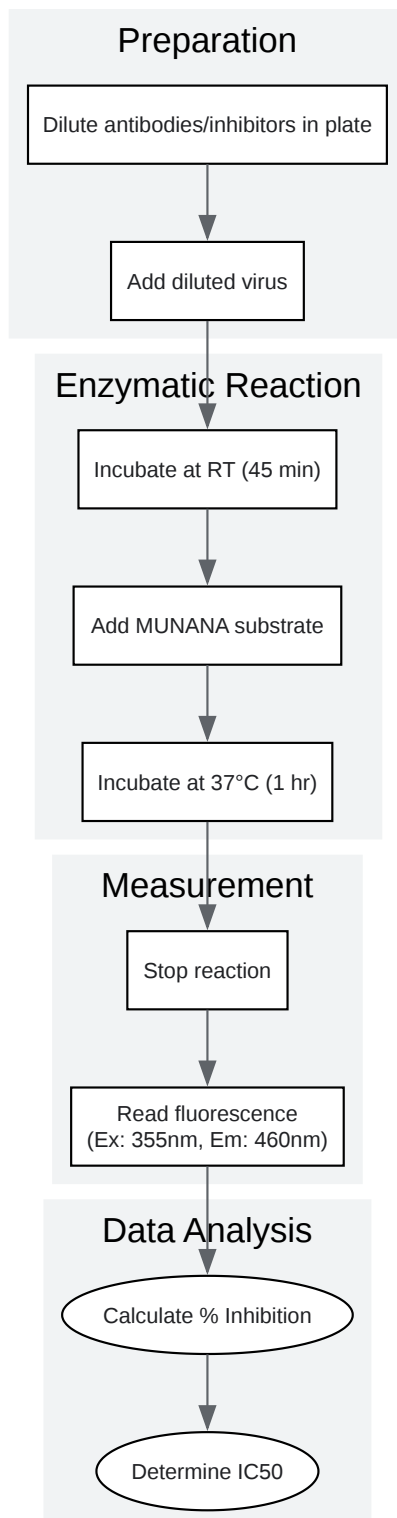 Preparation
Dilute antibodies/inhibitors in plate
Add diluted virus
Enzymatic Reaction
Incubate at RT (45 min)
Add MUNANA substrate
Incubate at 37°C (1 hr)
Measurement
Stop reaction
Read fluorescence
(Ex: 355nm, Em: 460nm)
Data Analysis
Calculate % Inhibition
Determine IC50